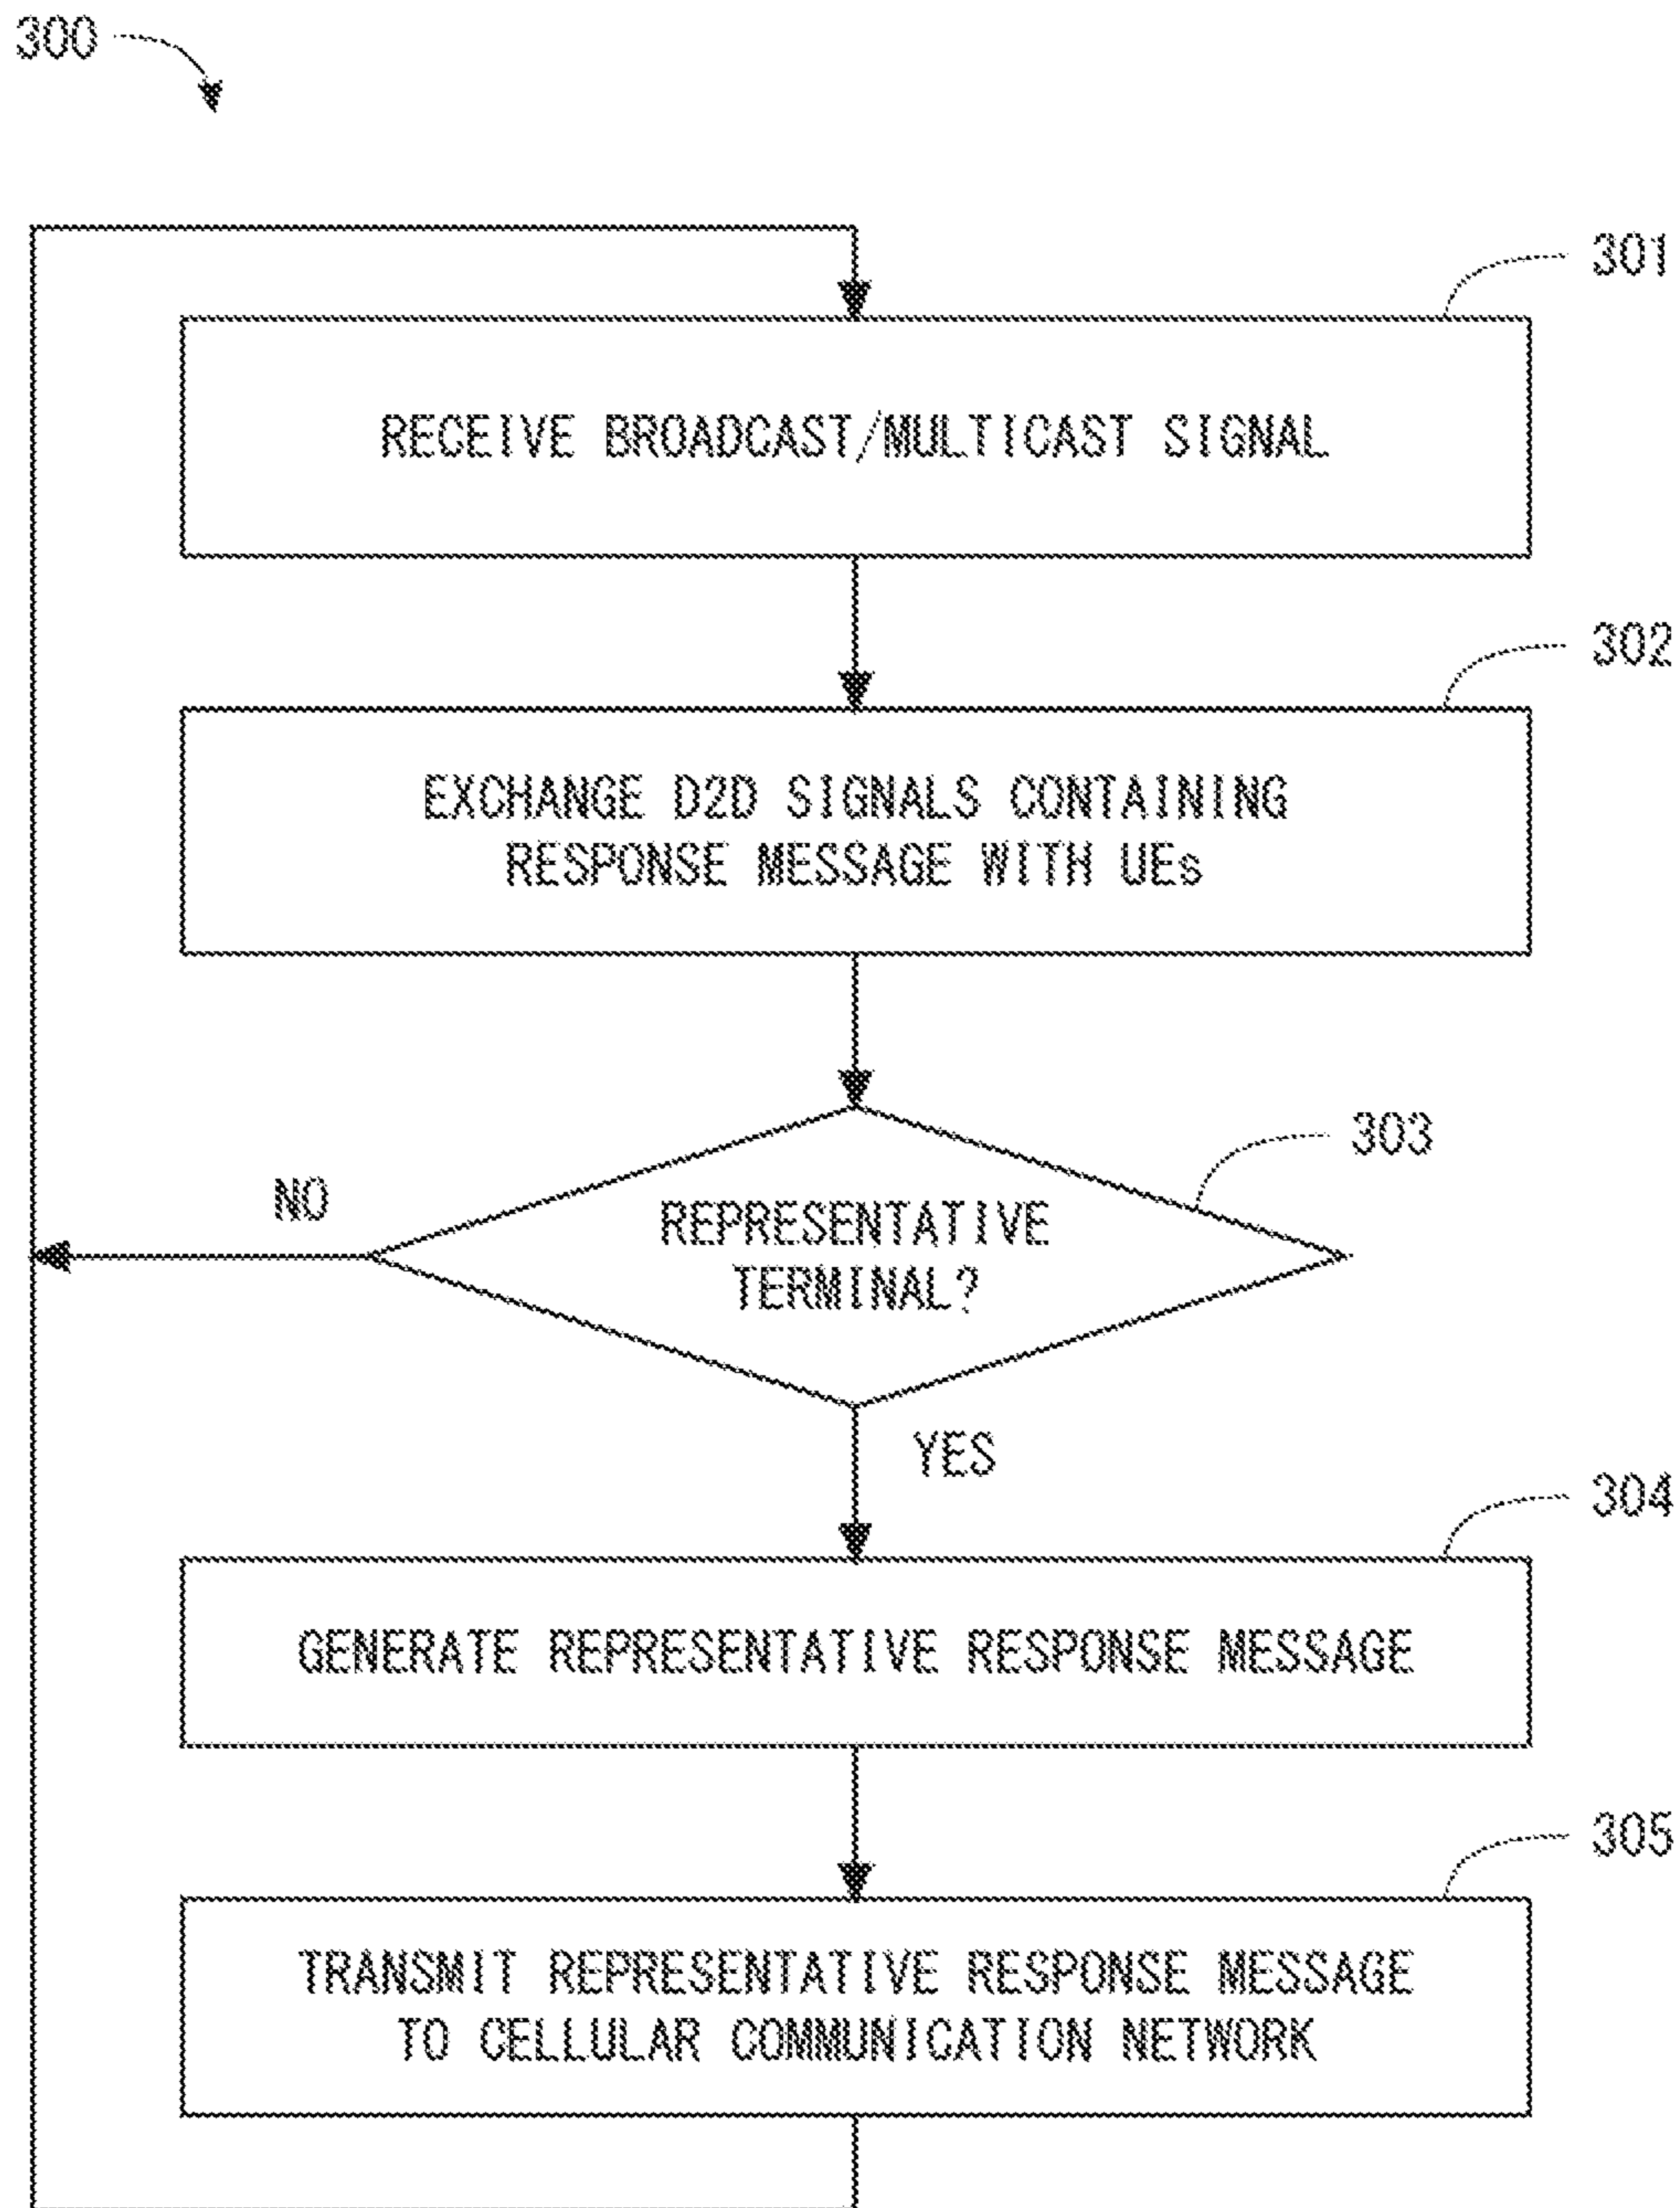 300
301
RECEIVE BROADCAST/MULTICAST SIGNAL
302
EXCHANGE D2D SIGNALS CONTAINING
RESPONSE MESSAGE WITH UEs
303
NO
REPRESENTATIVE
TERMINAL?
YES
304
GENERATE REPRESENTATIVE RESPONSE MESSAGE
305
TRANSMIT REPRESENTATIVE RESPONSE MESSAGE
TO CELLULAR COMMUNICATION NETWORK